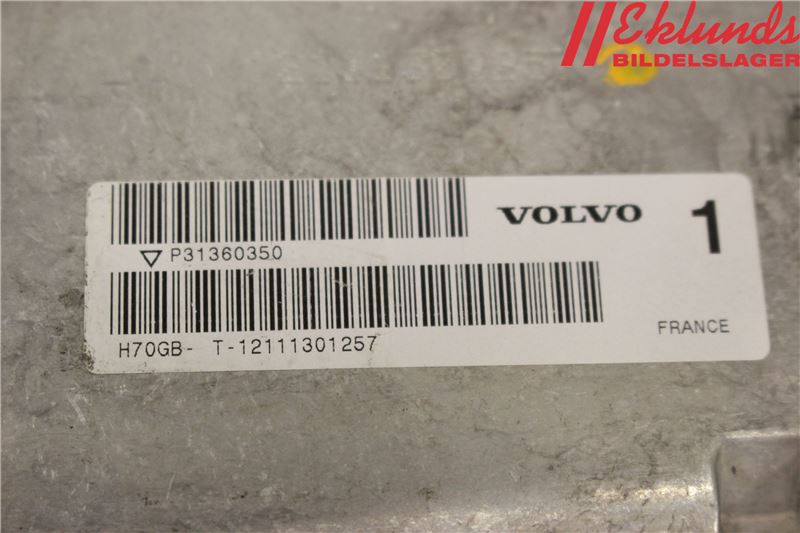 Eklunds
BILDELSLAGER
VOLVO
1
P31360350
H70GB- T-12111301257
FRANCE